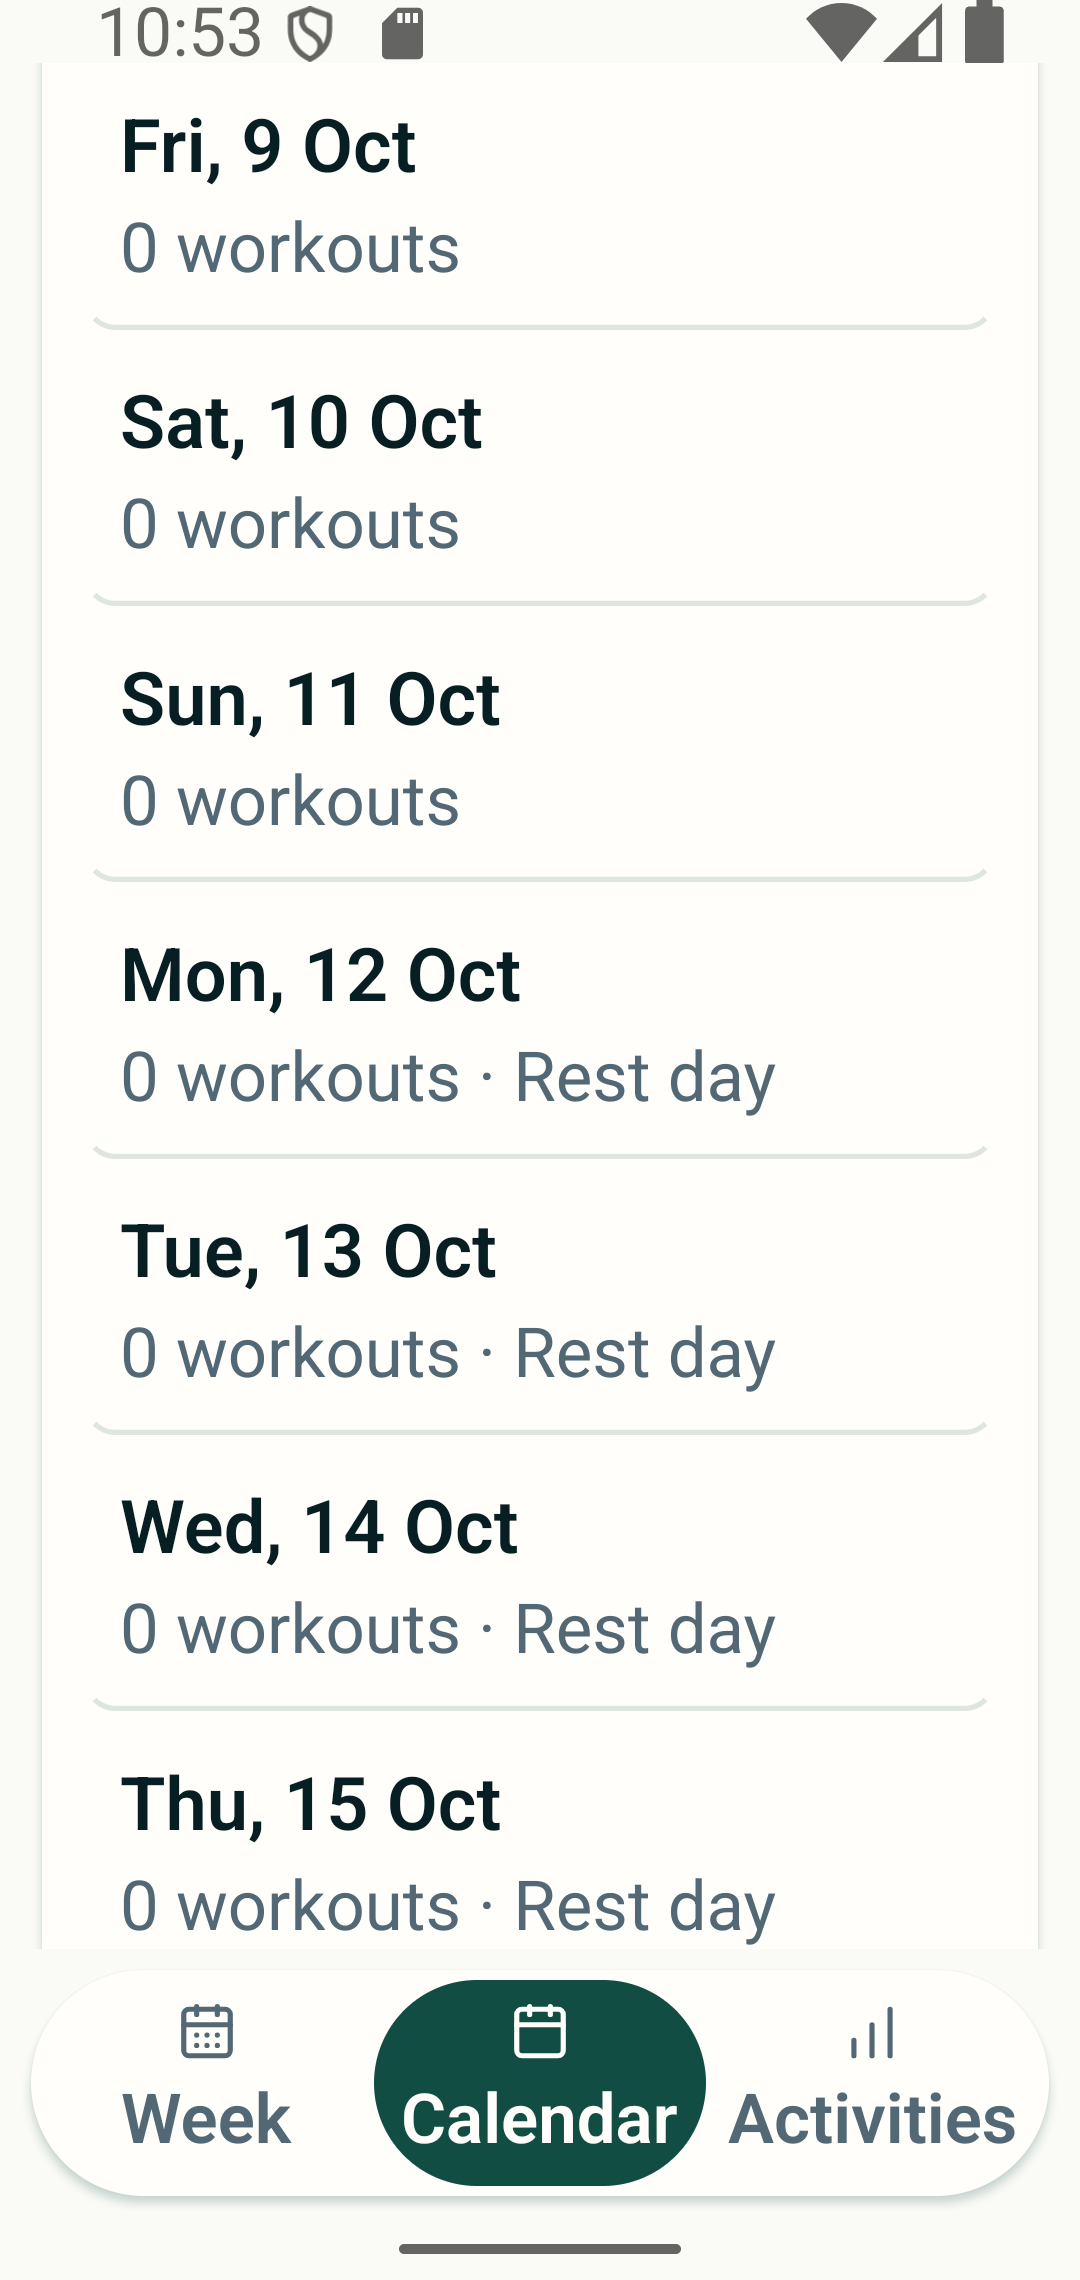 10:53
Fri, 9 Oct
0 workouts
Sat, 10 Oct
0 workouts
Sun, 11 Oct
0 workouts
Mon, 12 Oct
0 workouts · Rest day
Tue, 13 Oct
0 workouts · Rest day
Wed, 14 Oct
0 workouts · Rest day
Thu, 15 Oct
0 workouts · Rest day
Week
Calendar
Activities